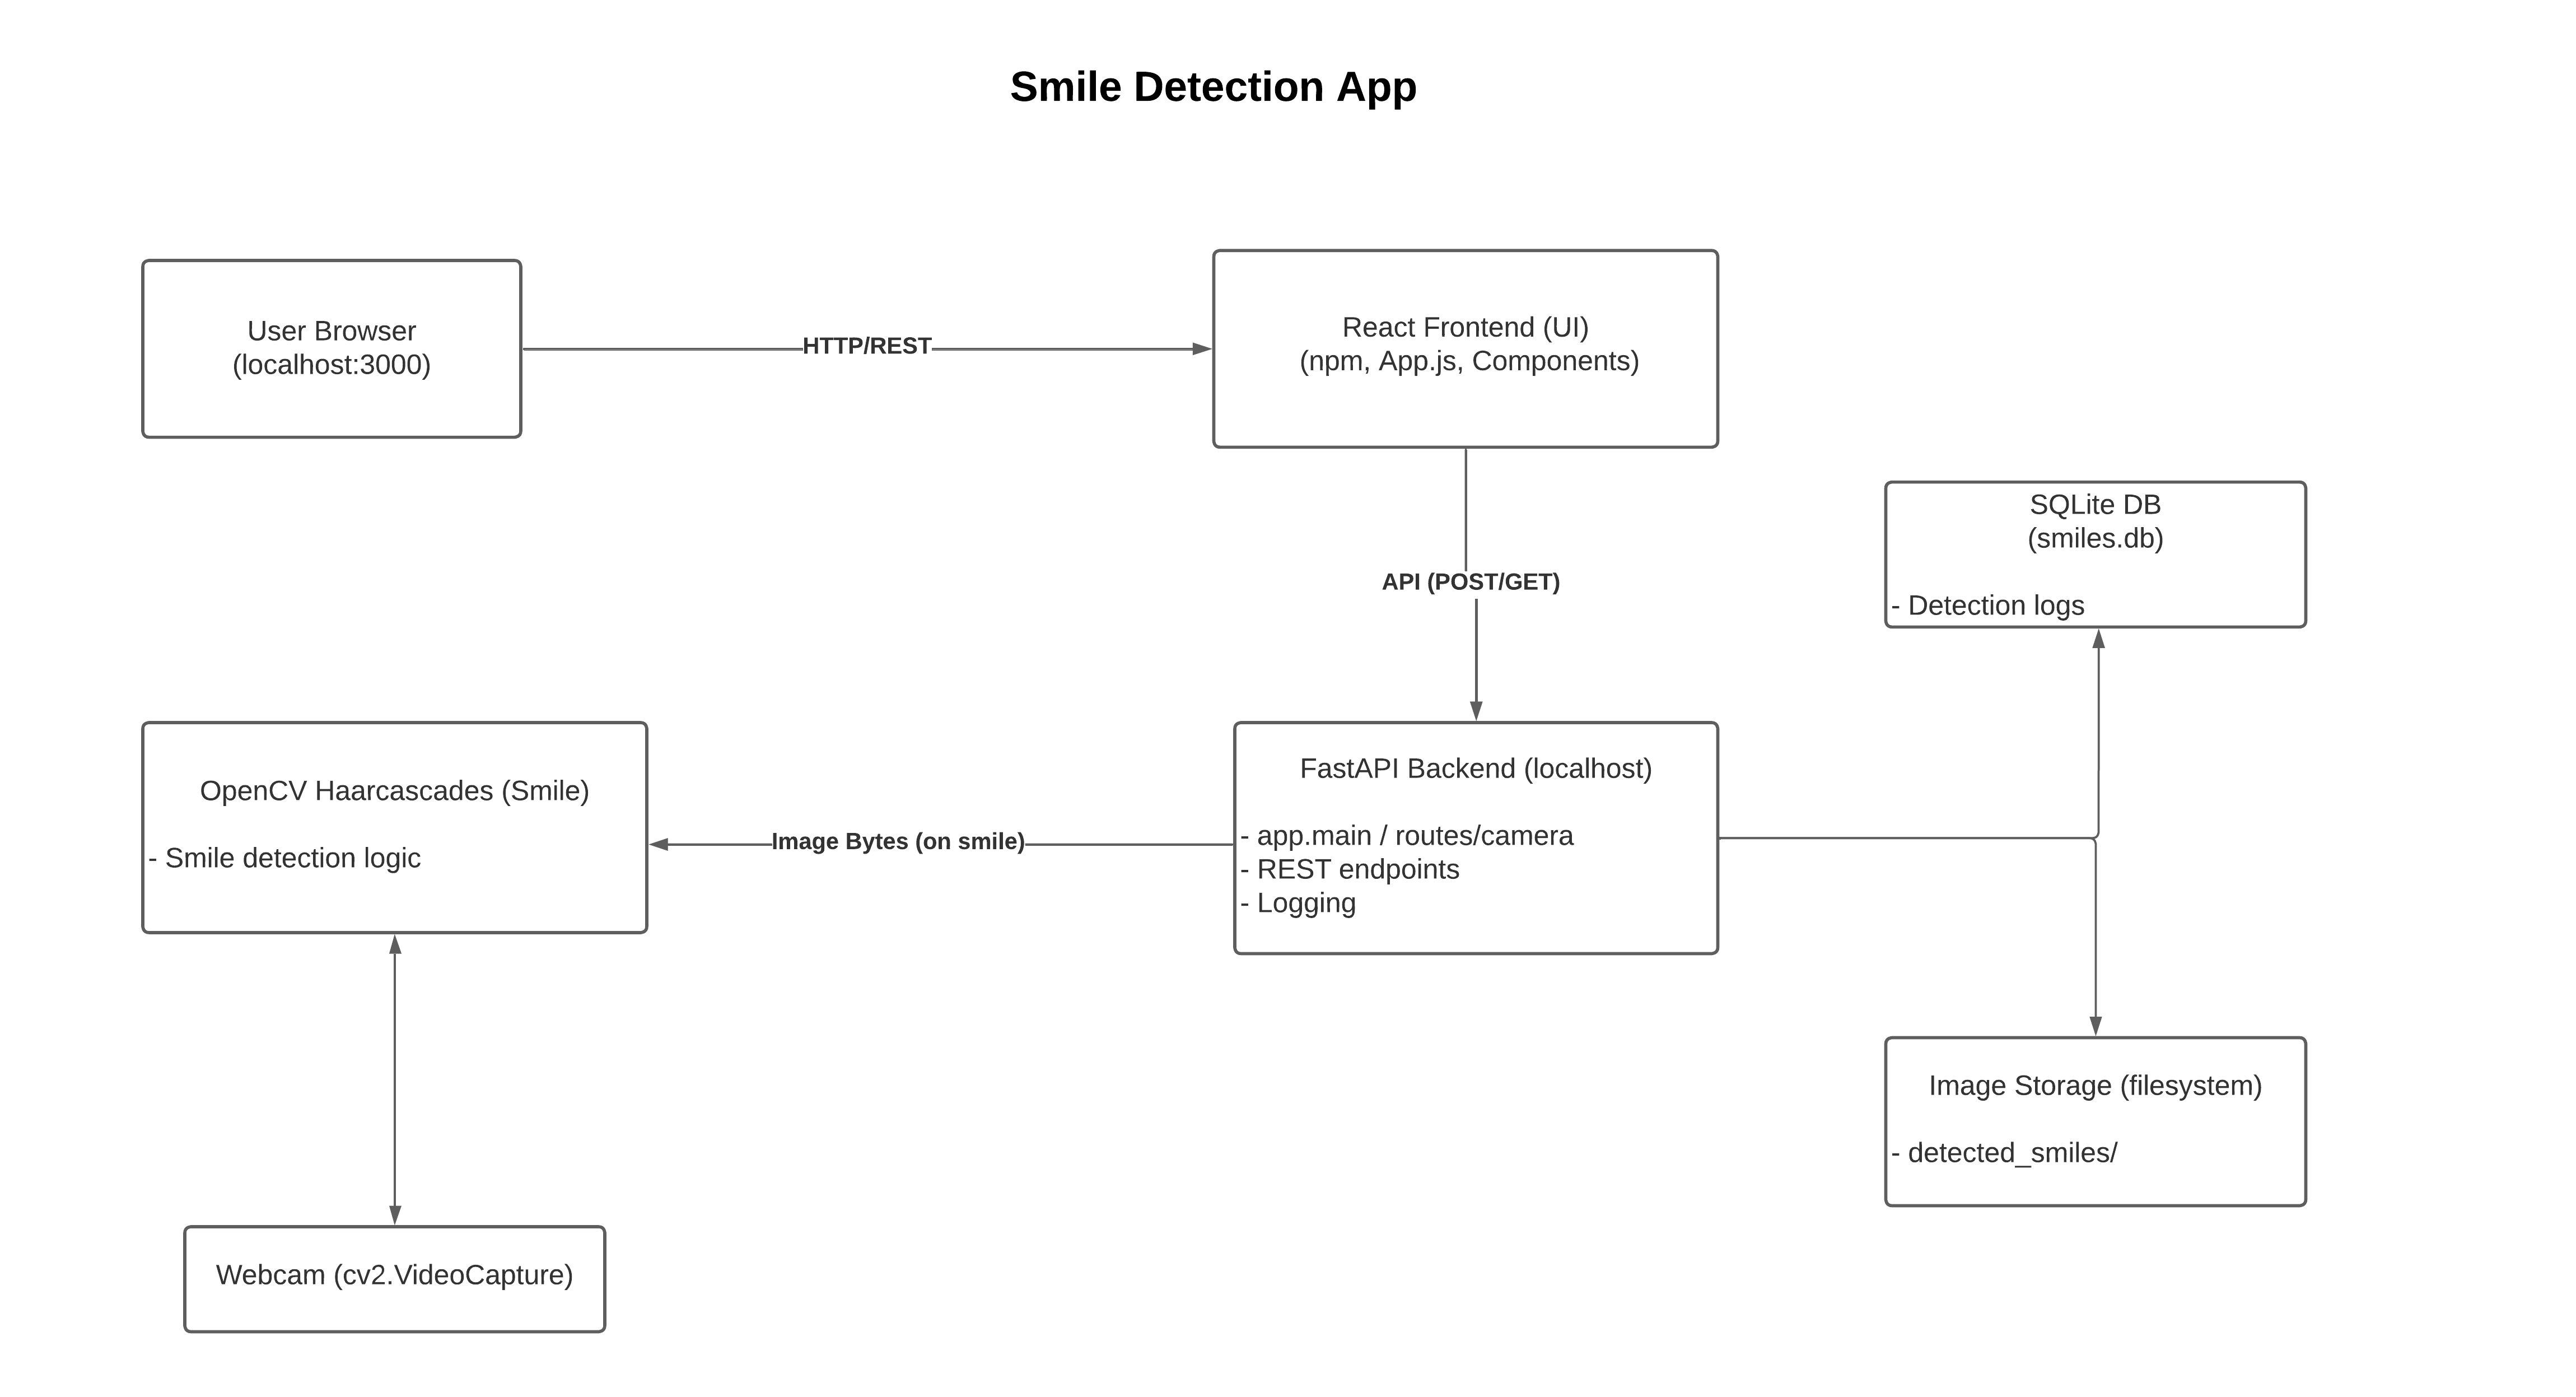 Smile Detection App
User Browser
(localhost:3000)
HTTP/REST
React Frontend (UI)
(npm, App.js, Components)
API (POST/GET)
SQLite DB
(smiles.db)
- Detection logs
OpenCV Haarcascades (Smile)
- Smile detection logic
Image Bytes (on smile)
FastAPI Backend (localhost)
- app.main / routes/camera
- REST endpoints
- Logging
Image Storage (filesystem)
- detected_smiles/
Webcam (cv2.VideoCapture)